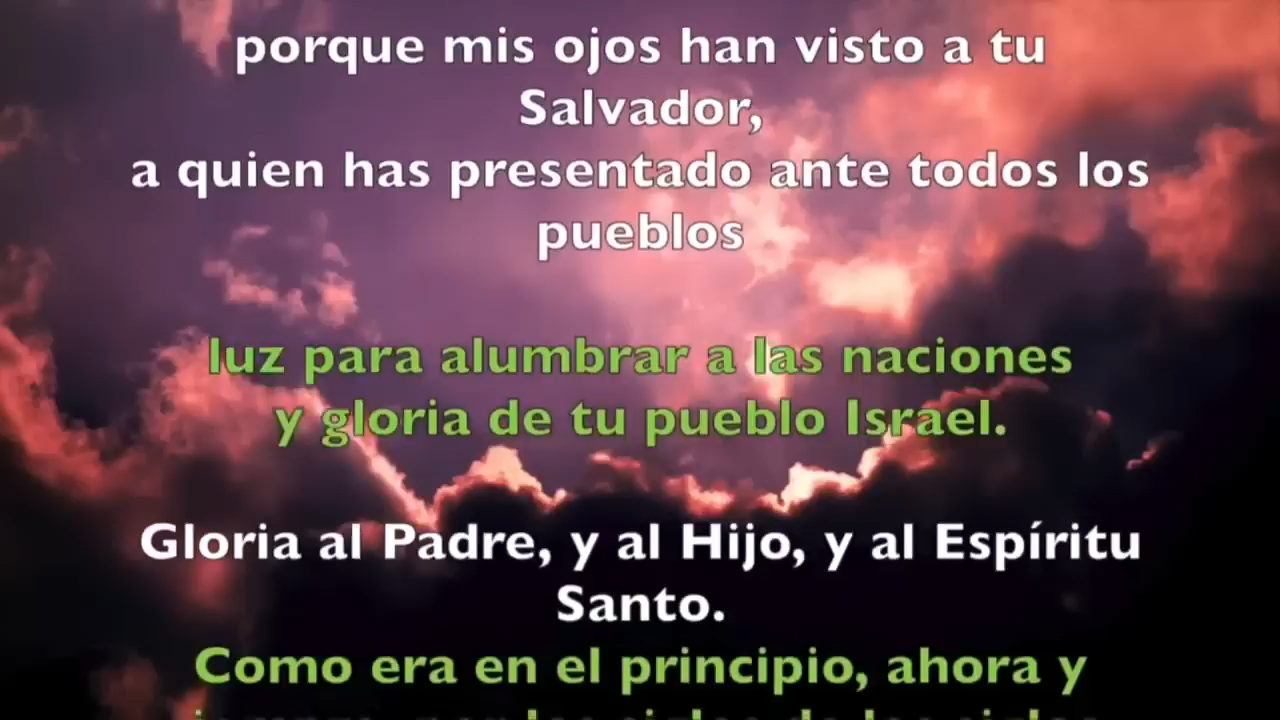 porque mis ojos han visto a tu
Salvador,
a quien has presentado ante todos los
pueblos
luz para alumbrar a las naciones
y gloria de tu pueblo Israel.
Gloria al Padre, y al Hijo, y al Espíritu
Santo.
Como era en el principio, ahora y